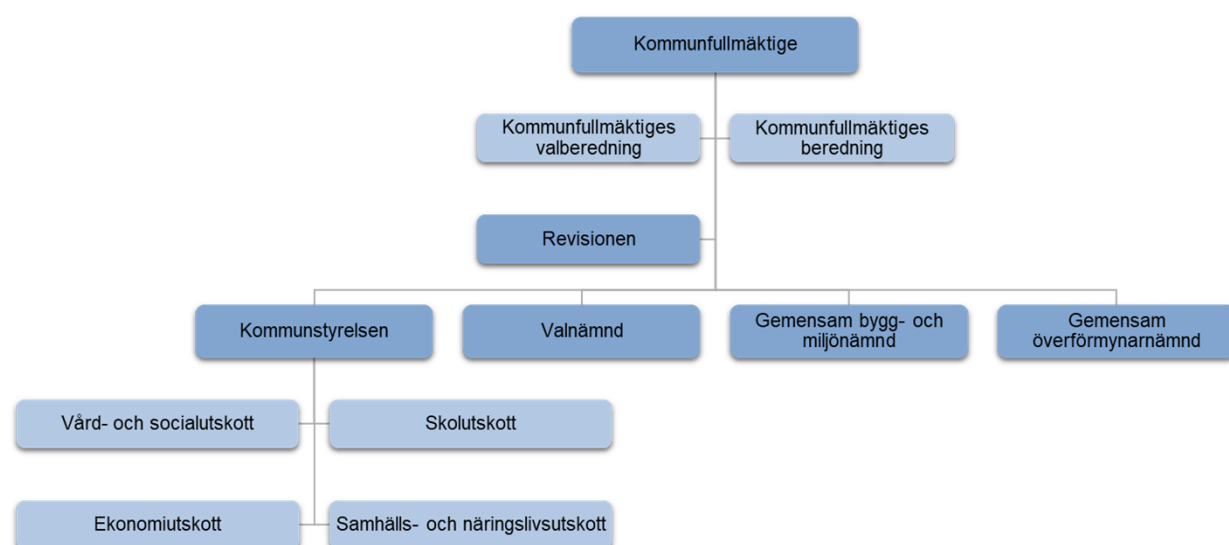 Kommunfullmäktige
Kommunfullmäktiges
valberedning
Kommunfullmäktiges
beredning
Revisionen
Kommunstyrelsen
Valnämnd
Gemensam bygg- och
miljönämnd
Gemensam
överförmynarnämnd
Vård- och socialutskott
Skolutskott
Ekonomiutskott
Samhälls- och näringslivsutskott